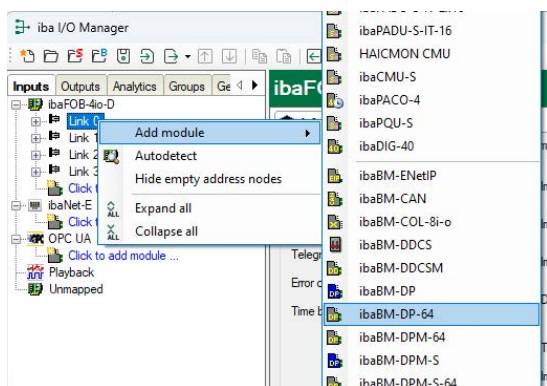 iba I/O Manager
Inputs Outputs Analytics Groups Ge
ibaFOB-4io-D
Link 0
Link 1
Link 2
Link 3
Click t
ibaNet-E
Click t
OPC UA
Click to add module ...
Playback
Unmapped
Add module
Autodetect
Hide empty address nodes
Expand all
Collapse all
ibaFO
Telegr
Error c
Time b
ibaPADU-S-IT-16
HAICMON CMU
ibaCMU-S
ibaPACO-4
ibaPQU-S
ibaDIG-40
ibaBM-ENetIP
ibaBM-CAN
ibaBM-COL-8i-o
ibaBM-DDCS
ibaBM-DDCSM
ibaBM-DP
ibaBM-DP-64
ibaBM-DPM-64
ibaBM-DPM-S
ibaBM-DPM-S-64